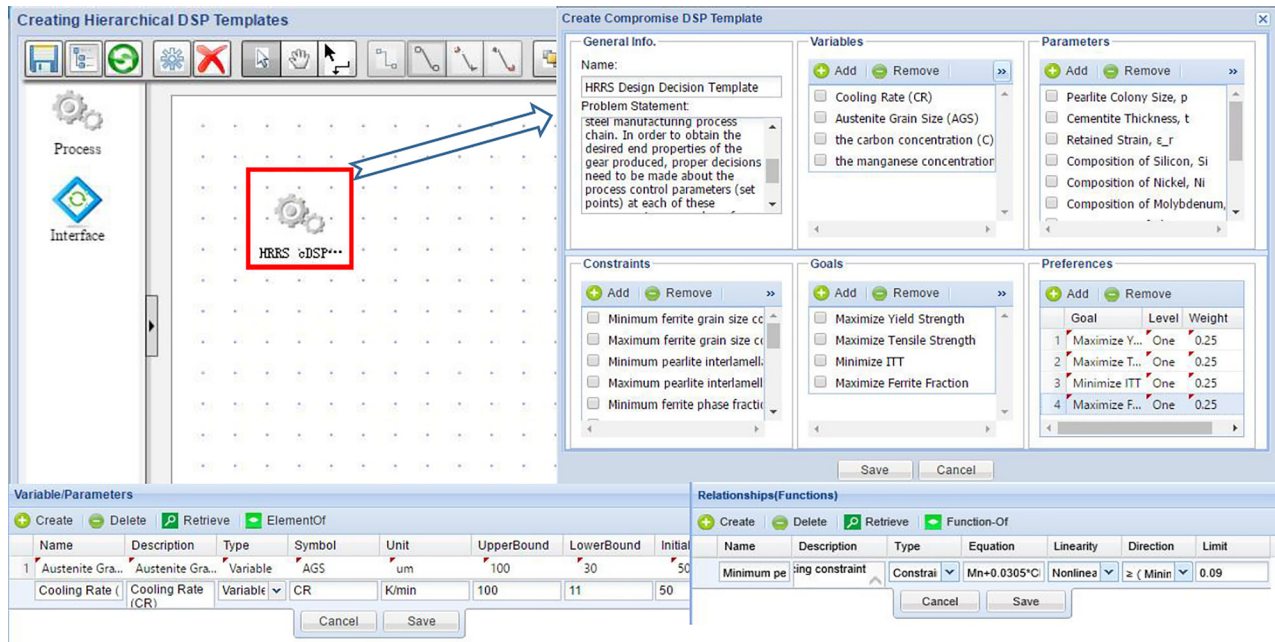 Creating Hierarchical DSP Templates
Process
Interface
HRRS cDSP...
Create Compromise DSP Template
General Info.
Name:
HRRS Design Decision Template
Problem Statement:
steel manufacturing process
chain. In order to obtain the
desired end properties of the
gear produced, proper decisions
need to be made about the
process control parameters (set
points) at each of these
Variables
Add Remove »
Cooling Rate (CR)
Austenite Grain Size (AGS)
the carbon concentration (C)
the manganese concentration
Parameters
Add Remove »
Pearlite Colony Size, p
Cementite Thickness, t
Retained Strain, ε_r
Composition of Silicon, Si
Composition of Nickel, Ni
Composition of Molybdenum,
Constraints
Add Remove »
Minimum ferrite grain size co
Maximum ferrite grain size co
Minimum pearlite interlamell
Maximum pearlite interlamell
Minimum ferrite phase fractio
Goals
Add Remove »
Maximize Yield Strength
Maximize Tensile Strength
Minimize ITT
Maximize Ferrite Fraction
Preferences
Add Remove
Goal Level Weight
1 Maximize Y... One 0.25
2 Maximize T... One 0.25
3 Minimize ITT One 0.25
4 Maximize F... One 0.25
Save Cancel
Variable/Parameters
Create Delete Retrieve ElementOf
Name Description Type Symbol Unit UpperBound LowerBound Initial
1 Austenite Gra... Austenite Gra... Variable AGS um 100 30 50
Cooling Rate ( Cooling Rate (CR) Variable CR K/min 100 11 50
Cancel Save
Relationships(Functions)
Create Delete Retrieve Function-Of
Name Description Type Equation Linearity Direction Limit
Minimum pe cing constraint Constrai Mn+0.0305*C Nonlinea ≥ ( Minin 0.09
Cancel Save